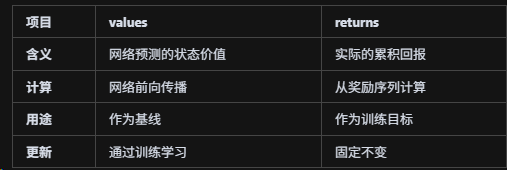 项目 values returns
含义 网络预测的状态价值 实际的累积回报
计算 网络前向传播 从奖励序列计算
用途 作为基线 作为训练目标
更新 通过训练学习 固定不变